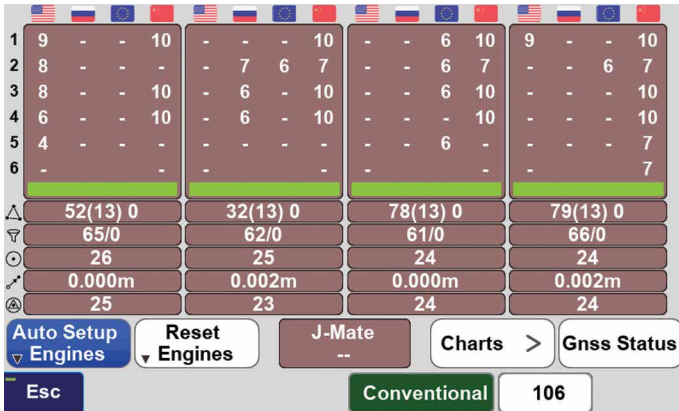 1 9 - - 10 - - - 10 - - 6 10 9 - - 10
2 8 - - - - 7 6 7 - - 6 7 - - 6 7
3 8 - - 10 - 6 - 10 - - 6 10 - - - 10
4 6 - - 10 - 6 - 10 - - - 10 - - - 10
5 4 - - - - - - - - - 6 - - - - 7
6 - - - - - - - 7
52(13) 0 32(13) 0 78(13) 0 79(13) 0
65/0 62/0 61/0 66/0
26 25 24 24
0.000m 0.002m 0.000m 0.002m
25 23 24 24
Auto Setup Engines
Reset Engines
J-Mate
--
Charts >
Gnss Status
Esc
Conventional
106